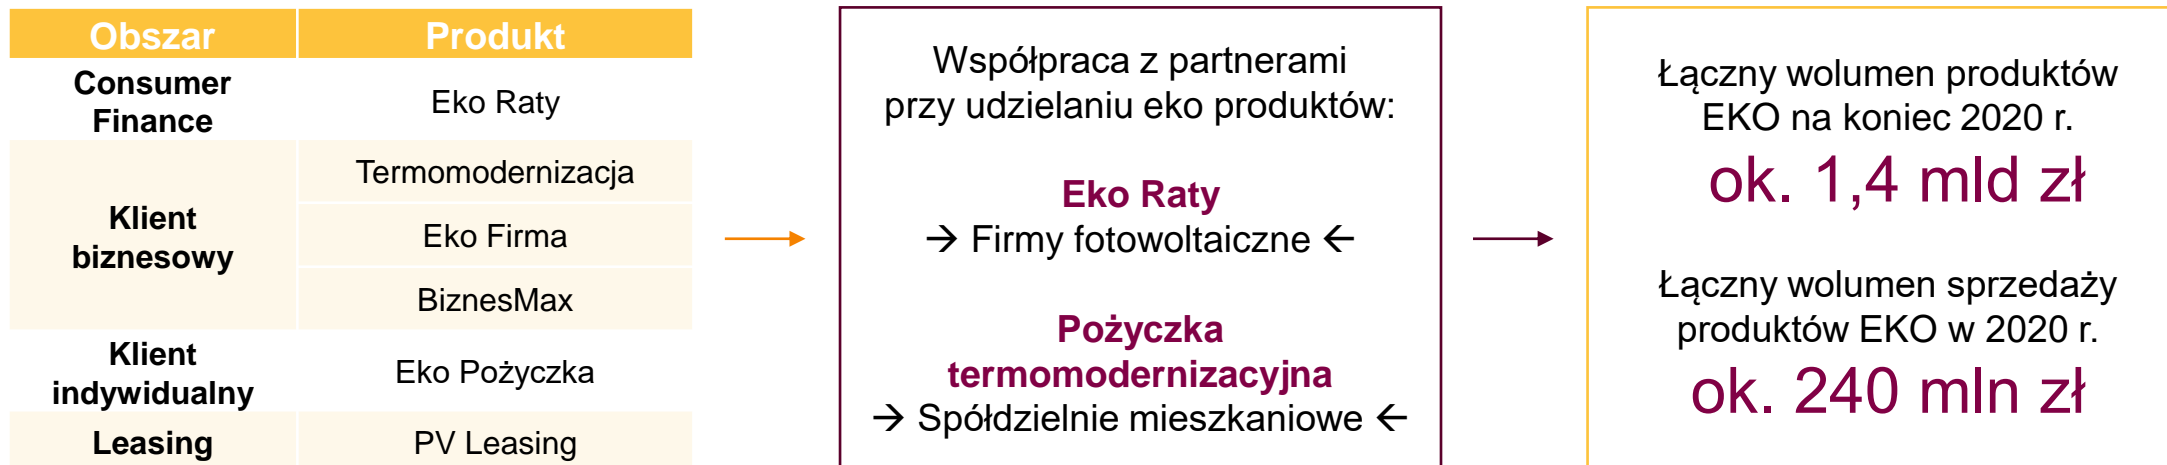 Obszar Produkt
Consumer
Finance
Eko Raty
Klient
biznesowy
Termomodernizacja
Eko Firma
BiznesMax
Klient
indywidualny
Eko Pożyczka
Leasing
PV Leasing
Współpraca z partnerami
przy udzielaniu eko produktów:
Eko Raty
→ Firmy fotowoltaiczne ←
Pożyczka
termomodernizacyjna
→ Spółdzielnie mieszkaniowe ←
Łączny wolumen produktów
EKO na koniec 2020 r.
ok. 1,4 mld zł
Łączny wolumen sprzedaży
produktów EKO w 2020 r.
ok. 240 mln zł